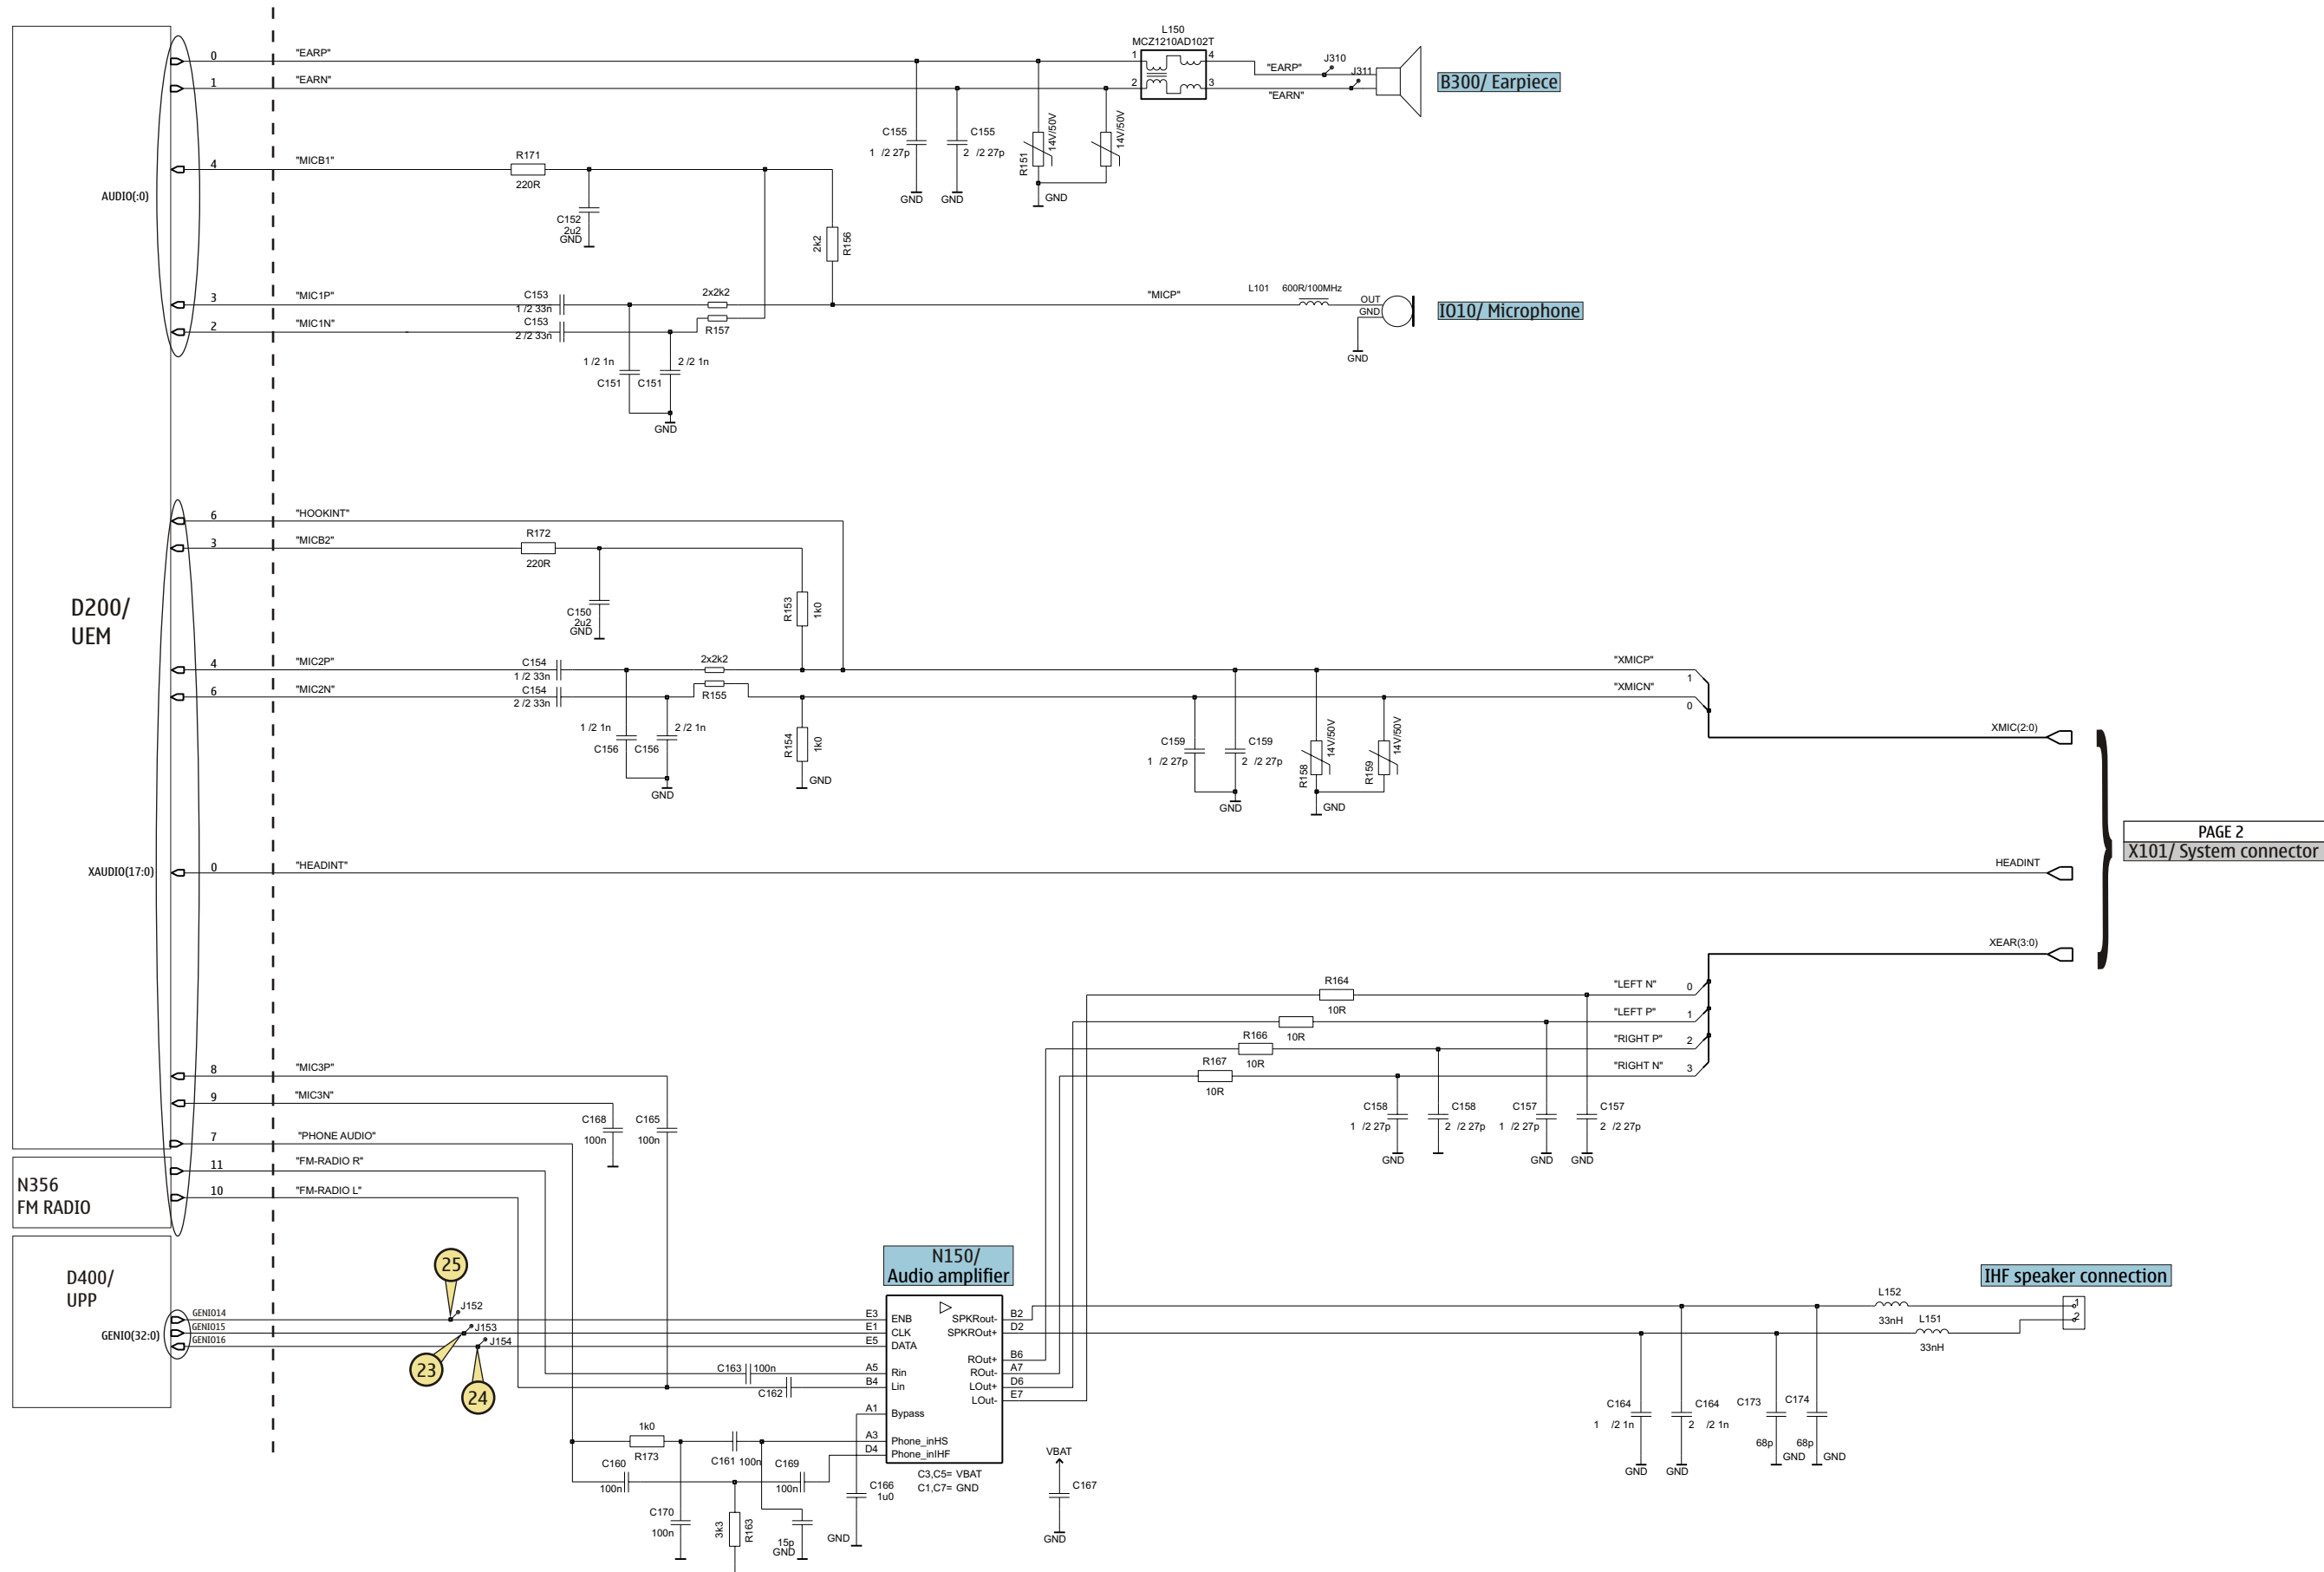 L150
MCZ1210AD102T
0
"EARP"
1
4
"EARP"
J310
1
"EARN"
2
3
"EARN"
J311
B300/ Earpiece
C155
1 /2 27p
C155
2 /2 27p
R151
14V/50V
14V/50V
GND
GND
GND
4
"MICB1"
R171
220R
AUDIO(:0)
C152
2u2
GND
2k2
R156
3
"MIC1P"
C153
1 /2 33n
2x2k2
"MICP"
L101
600R/100MHz
OUT
GND
IO10/ Microphone
2
"MIC1N"
C153
2 /2 33n
R157
GND
1 /2 1n
2 /2 1n
C151
C151
GND
6
"HOOKINT"
3
"MICB2"
R172
220R
D200/
UEM
C150
2u2
GND
R153
1k0
4
"MIC2P"
C154
1 /2 33n
2x2k2
"XMICP"
1
6
"MIC2N"
C154
2 /2 33n
R155
"XMICN"
0
1 /2 1n
2 /2 1n
C156
C156
GND
R154
1k0
GND
C159
1 /2 27p
C159
2 /2 27p
GND
R158
14V/50V
R159
14V/50V
GND
XMIC(2:0)
PAGE 2
X101/ System connector
XAUDIO(17:0)
0
"HEADINT"
HEADINT
XEAR(3:0)
R164
10R
"LEFT N"
0
10R
"LEFT P"
1
R166
10R
"RIGHT P"
2
R167
10R
"RIGHT N"
3
8
"MIC3P"
9
"MIC3N"
C168
100n
C165
100n
C158
1 /2 27p
C158
2 /2 27p
C157
1 /2 27p
C157
2 /2 27p
GND
GND
GND
7
"PHONE AUDIO"
11
"FM-RADIO R"
10
"FM-RADIO L"
N356
FM RADIO
N150/
Audio amplifier
IHF speaker connection
D400/
UPP
GENIO(32:0)
GENIO14
GENIO15
GENIO16
25
J152
J153
J154
23
24
E3
ENB
E1
CLK
E5
DATA
SPKRout-
B2
SPKROut+
D2
L152
33nH
L151
33nH
1
2
C163
100n
A5
Rin
C162
B4
Lin
ROut+
B6
ROut-
A7
LOut+
D6
LOut-
E7
A1
Bypass
A3
Phone_inHS
D4
Phone_inIHF
C3,C5= VBAT
C1,C7= GND
1k0
R173
C161
100n
C160
100n
C169
100n
C170
100n
3k3
R163
15p
GND
C166
1u0
GND
VBAT
C167
GND
C164
1 /2 1n
C164
2 /2 1n
C173
68p
C174
68p
GND
GND
GND
GND